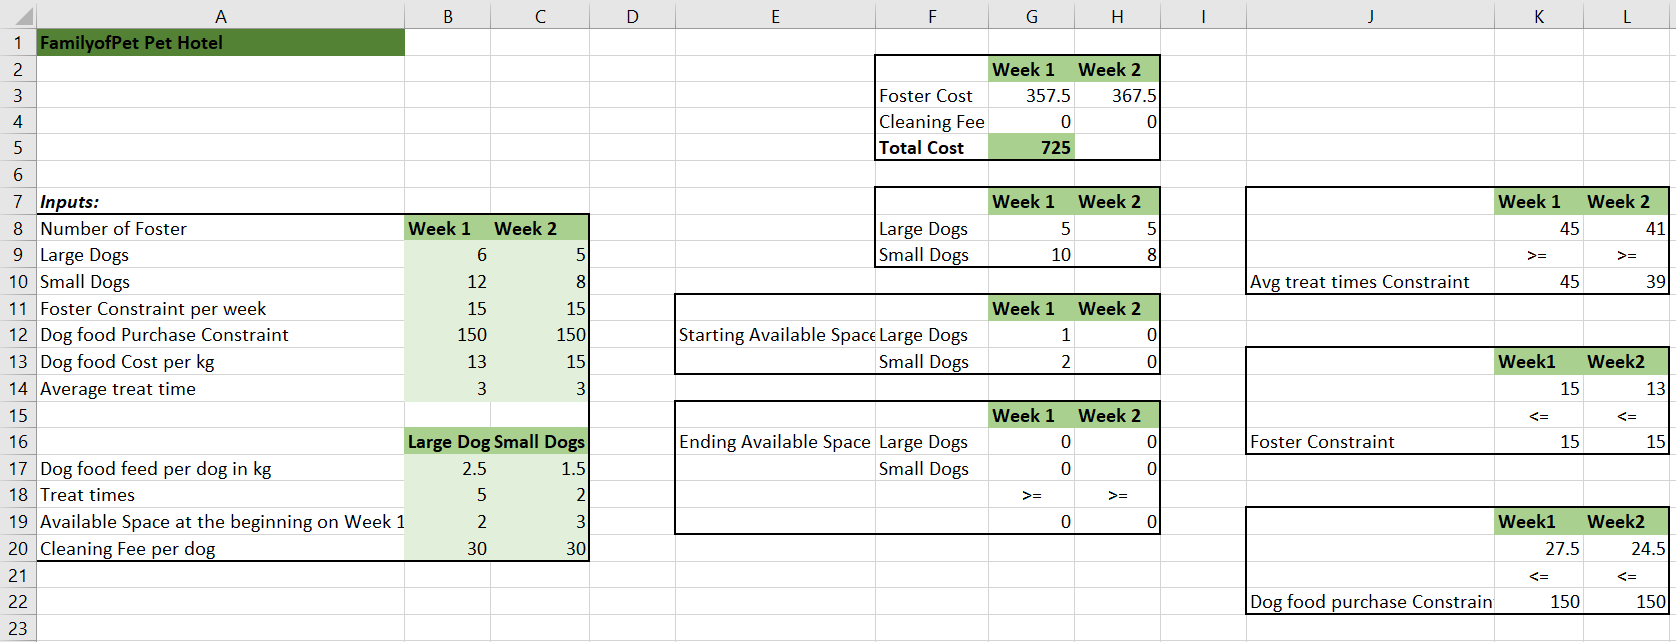 A B C D E F G H I J K L
1 FamilyofPet Pet Hotel
2 Week 1 Week 2
3 Foster Cost 357.5 367.5
4 Cleaning Fee 0 0
5 Total Cost 725
6
7 Inputs: Week 1 Week 2 Week 1 Week 2
8 Number of Foster Week 1 Week 2 Large Dogs 5 5 45 41
9 Large Dogs 6 5 Small Dogs 10 8 >= >=
10 Small Dogs 12 8 Avg treat times Constraint 45 39
11 Foster Constraint per week 15 15 Week 1 Week 2
12 Dog food Purchase Constraint 150 150 Starting Available Space Large Dogs 1 0
13 Dog food Cost per kg 13 15 Small Dogs 2 0 Week1 Week2
14 Average treat time 3 3 15 13
15 Week 1 Week 2 <= <=
16 Large Dog Small Dogs Ending Available Space Large Dogs 0 0 Foster Constraint 15 15
17 Dog food feed per dog in kg 2.5 1.5 Small Dogs 0 0
18 Treat times 5 2 >= >=
19 Available Space at the beginning on Week 1 2 3 0 0 Week1 Week2
20 Cleaning Fee per dog 30 30 27.5 24.5
21 <= <=
22 Dog food purchase Constrain 150 150
23